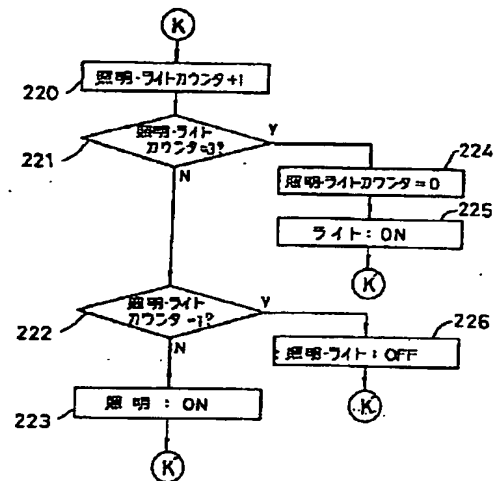 K
220
照明・ライトカウンタ+1
221
照明・ライト
カウンタ=3?
Y
N
224
照明・ライトカウンタ=0
225
ライト:ON
K
222
照明・ライト
カウンタ=1?
Y
N
226
照明・ライト:OFF
K
223
照明:ON
K